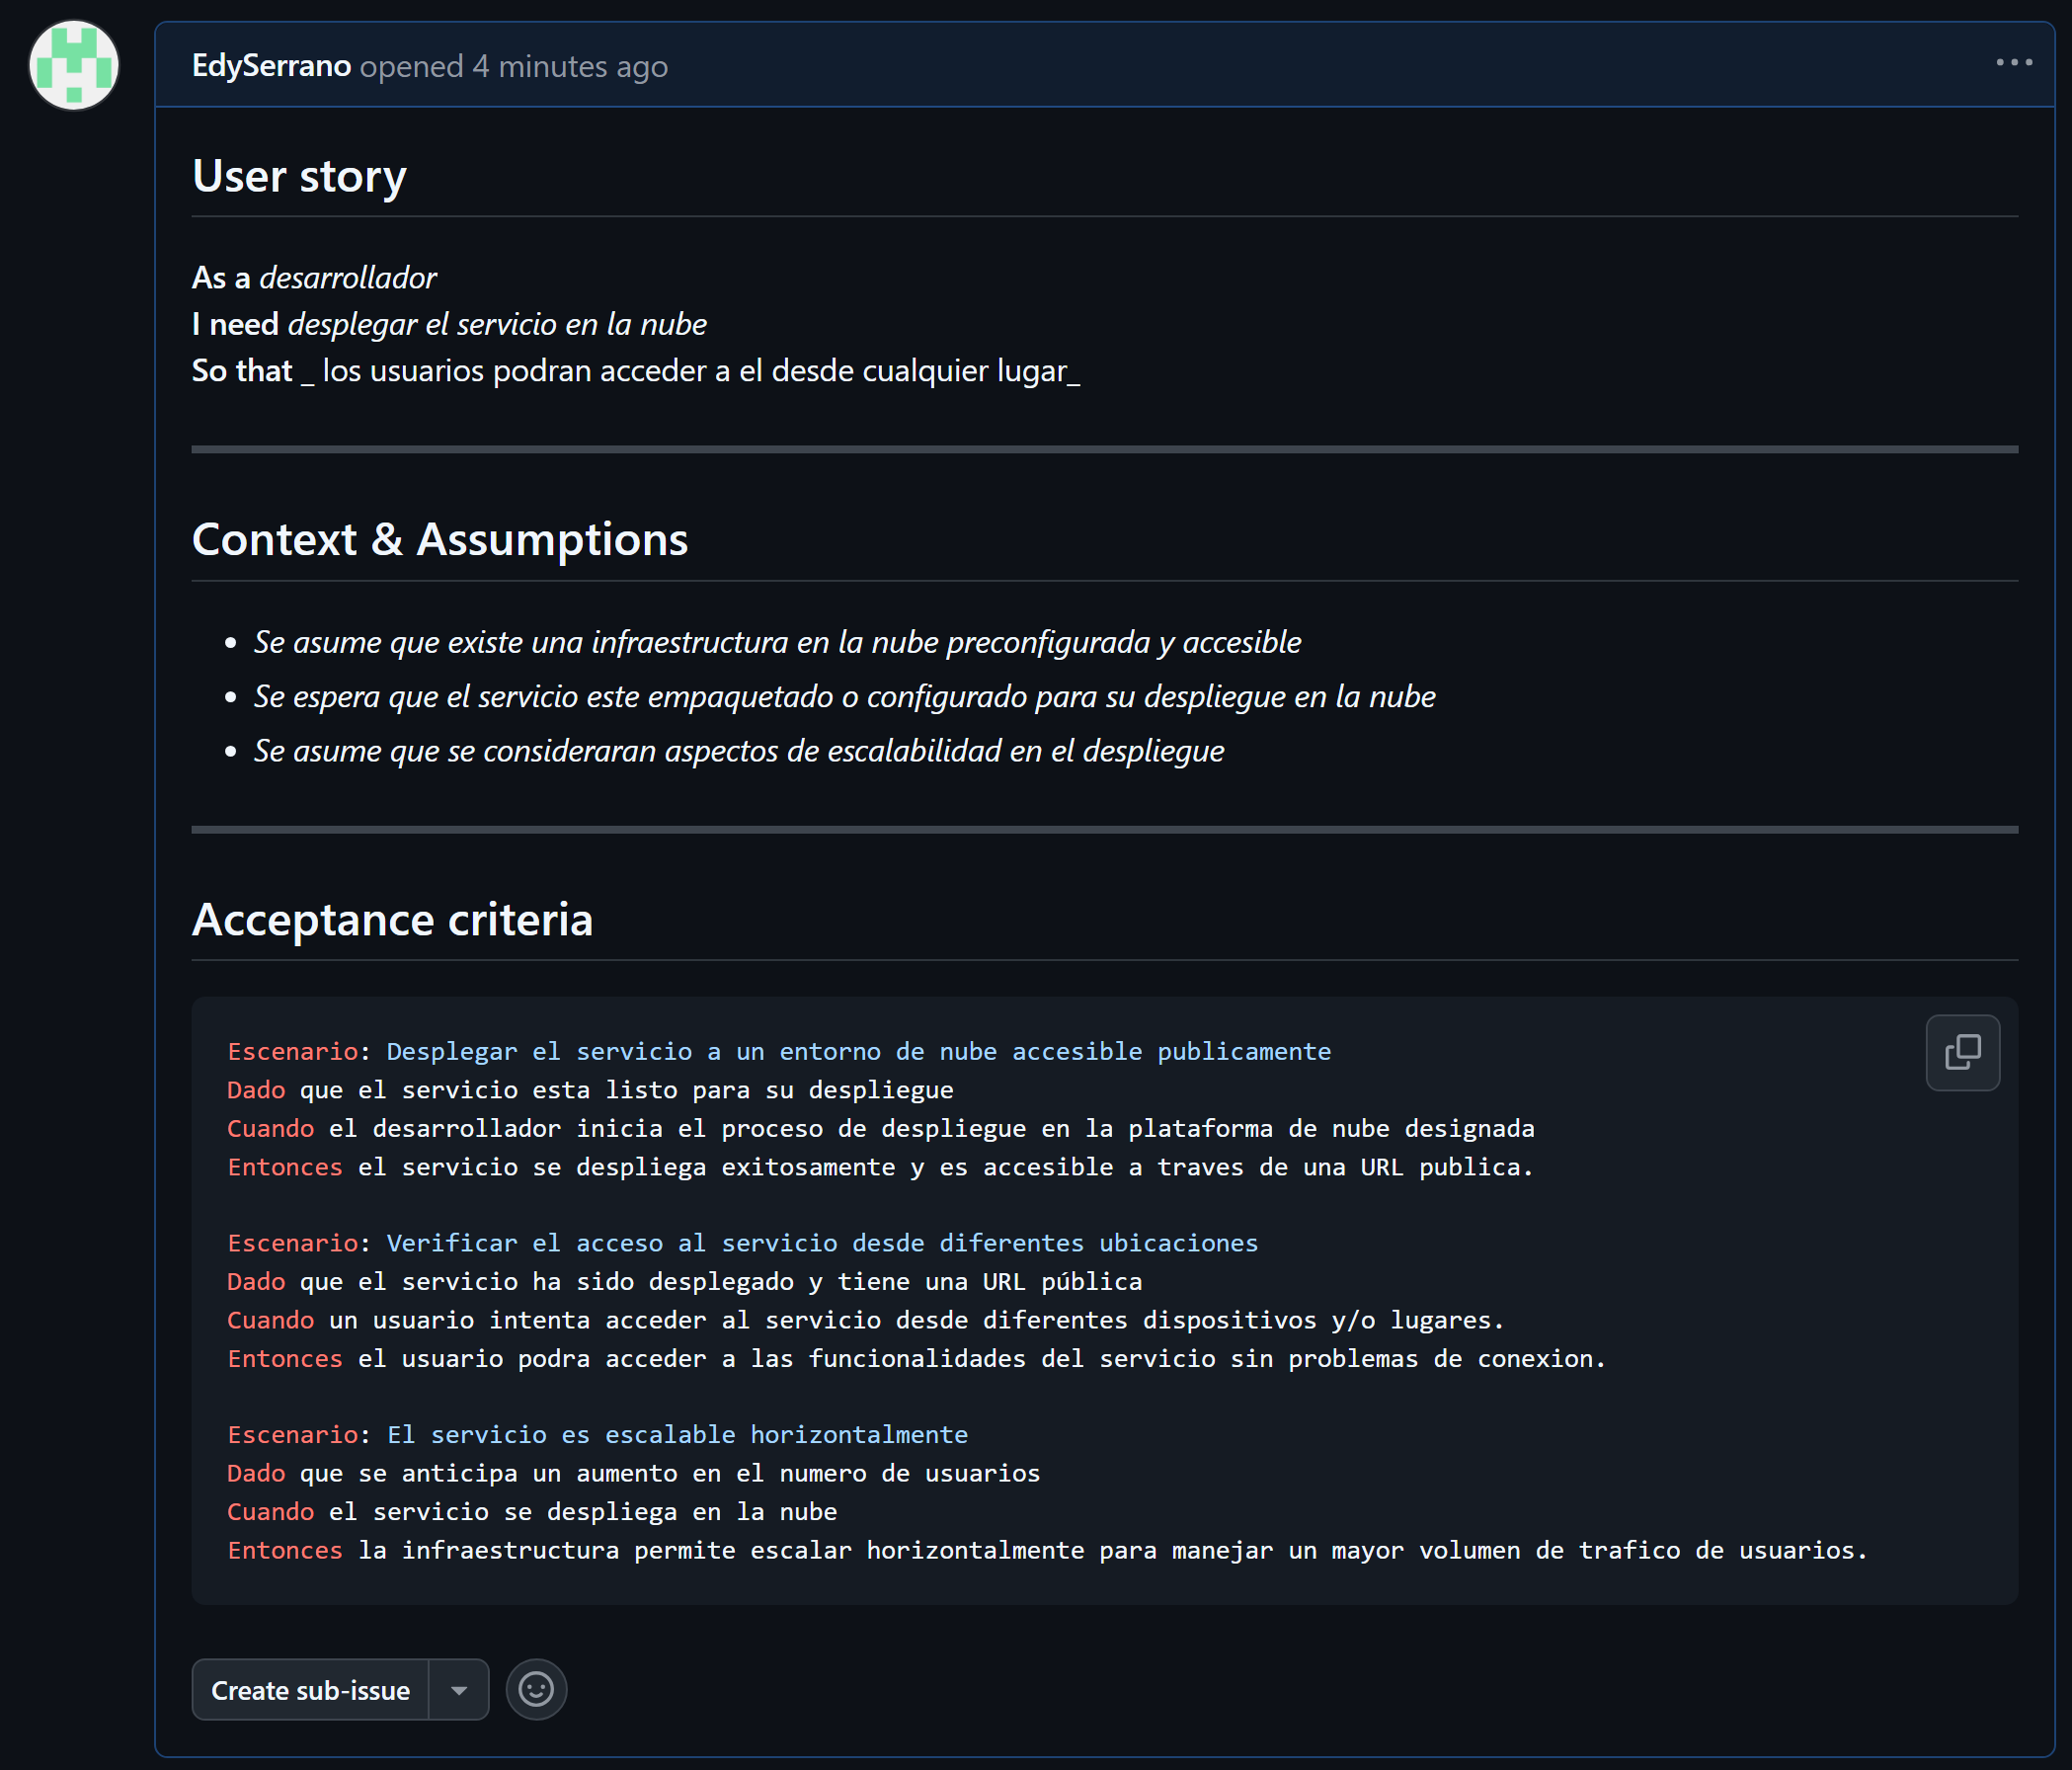 EdySerrano opened 4 minutes ago
User story
As a desarrollador
I need desplegar el servicio en la nube
So that _ los usuarios podran acceder a el desde cualquier lugar_
Context & Assumptions
• Se asume que existe una infraestructura en la nube preconfigurada y accesible
• Se espera que el servicio este empaquetado o configurado para su despliegue en la nube
• Se asume que se consideraran aspectos de escalabilidad en el despliegue
Acceptance criteria
Escenario: Desplegar el servicio a un entorno de nube accesible publicamente
Dado que el servicio esta listo para su despliegue
Cuando el desarrollador inicia el proceso de despliegue en la plataforma de nube designada
Entonces el servicio se despliega exitosamente y es accesible a traves de una URL publica.
Escenario: Verificar el acceso al servicio desde diferentes ubicaciones
Dado que el servicio ha sido desplegado y tiene una URL pública
Cuando un usuario intenta acceder al servicio desde diferentes dispositivos y/o lugares.
Entonces el usuario podra acceder a las funcionalidades del servicio sin problemas de conexion.
Escenario: El servicio es escalable horizontalmente
Dado que se anticipa un aumento en el numero de usuarios
Cuando el servicio se despliega en la nube
Entonces la infraestructura permite escalar horizontalmente para manejar un mayor volumen de trafico de usuarios.
Create sub-issue